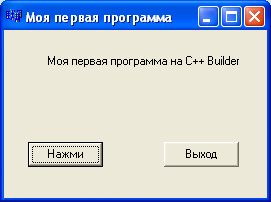 Моя первая программа
Моя первая программа на C++ Builder
Нажми
Выход